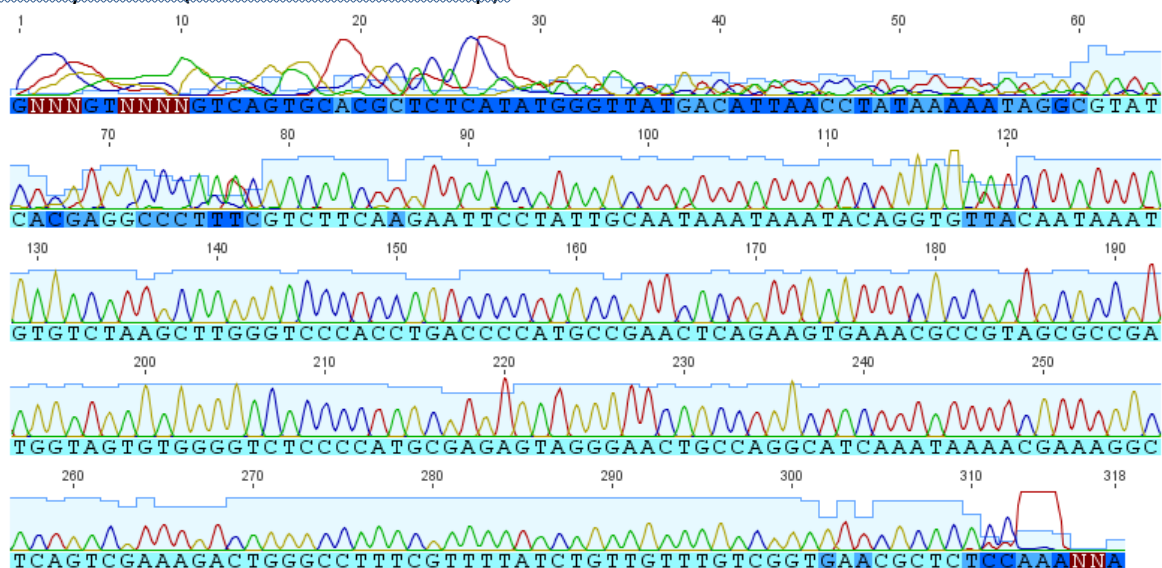 1 10 20 30 40 50 60
GNNNGTNNNNGTCAGTGCACGCTCTCATATGGGTTATGACATTAACCTATAAAAATAGGCGTAT
70 80 90 100 110 120
CACGAGGCCCTTTCGTCTTCAAGAATTCCTATTGCAATAAATAAATACAGGTGTTACAATAAAT
130 140 150 160 170 180 190
GTGTCTAAGCTTGGGTCCCACCTGACCCCATGCCGAACTCAGAAGTGAAACGCCGTAGCGCCGA
200 210 220 230 240 250
TGGTAGTGTGGGGTCTCCCCATGCGAGAGTAGGGAACTGCCAGGCATCAAATAAAACGAAAGGC
260 270 280 290 300 310 318
TCAGTCGAAAGACTGGGCCTTTCGTTTTATCTGTTGTTTGTCGGTGAACGCTCTCCAAANNA